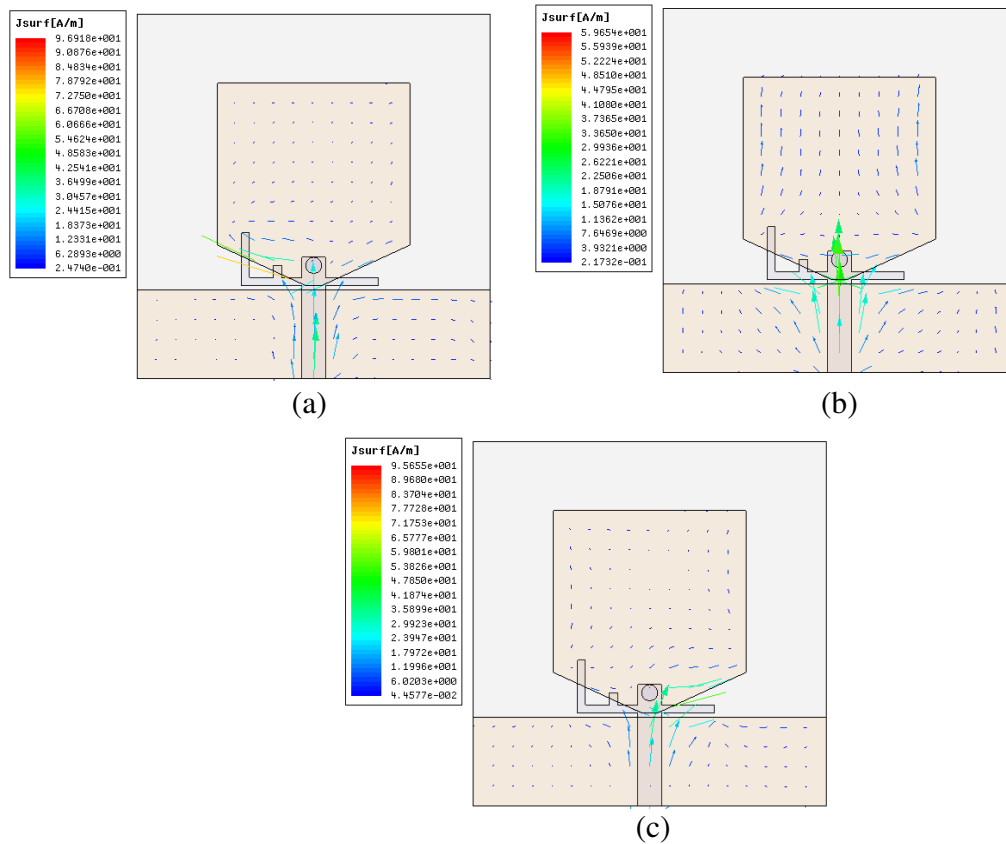 Jsurf[A/m]
9.6918e+001
9.0876e+001
8.4834e+001
7.8792e+001
7.2750e+001
6.6708e+001
6.0666e+001
5.4624e+001
4.8583e+001
4.2541e+001
3.6499e+001
3.0457e+001
2.4415e+001
1.8373e+001
1.2331e+001
6.2893e+000
2.4740e-001
(a)
Jsurf[A/m]
5.9654e+001
5.5939e+001
5.2224e+001
4.8510e+001
4.4795e+001
4.1080e+001
3.7365e+001
3.3650e+001
2.9936e+001
2.6221e+001
2.2506e+001
1.8791e+001
1.5076e+001
1.1362e+001
7.6469e+000
3.9321e+000
2.1732e-001
(b)
Jsurf[A/m]
9.5655e+001
8.9680e+001
8.3704e+001
7.7728e+001
7.1753e+001
6.5777e+001
5.9801e+001
5.3826e+001
4.7850e+001
4.1874e+001
3.5899e+001
2.9923e+001
2.3947e+001
1.7972e+001
1.1996e+001
6.0203e+000
4.4577e-002
(c)